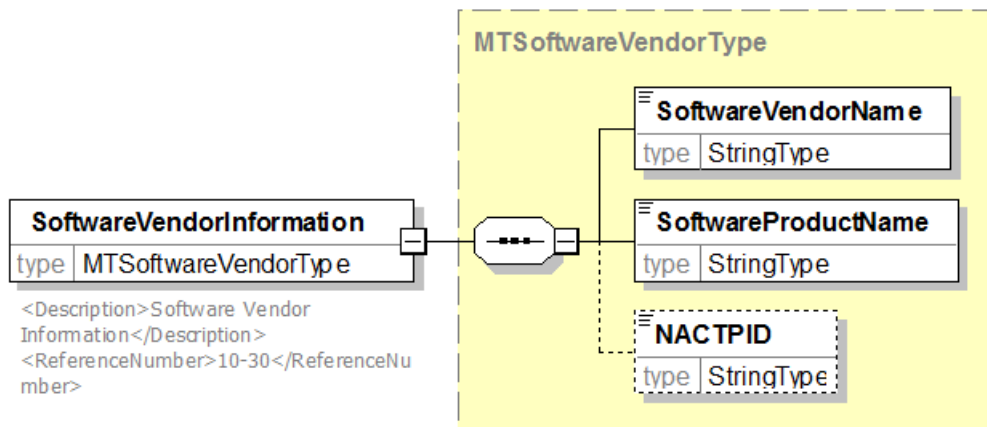 MTSoftwareVendorType
SoftwareVendorName
type StringType
SoftwareVendorInformation
type MTSoftwareVendorType
<Description>Software Vendor
Information</Description>
<ReferenceNumber>10-30</ReferenceNu
mber>
SoftwareProductName
type StringType
NACTPID
type StringType